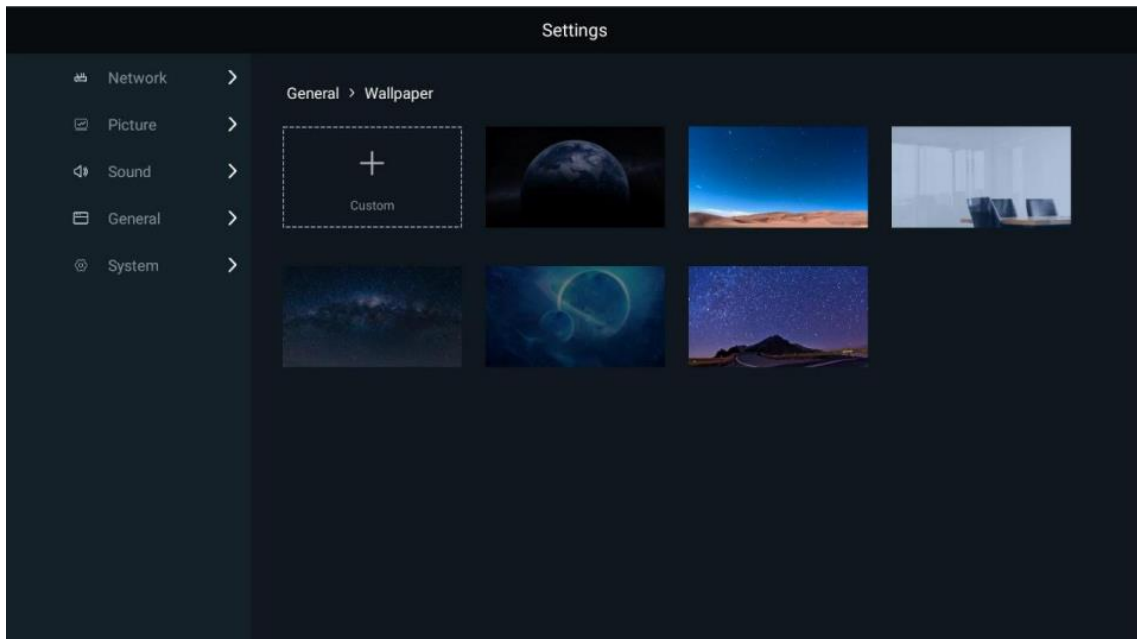 Settings
Network
Picture
Sound
General
System
General > Wallpaper
Custom